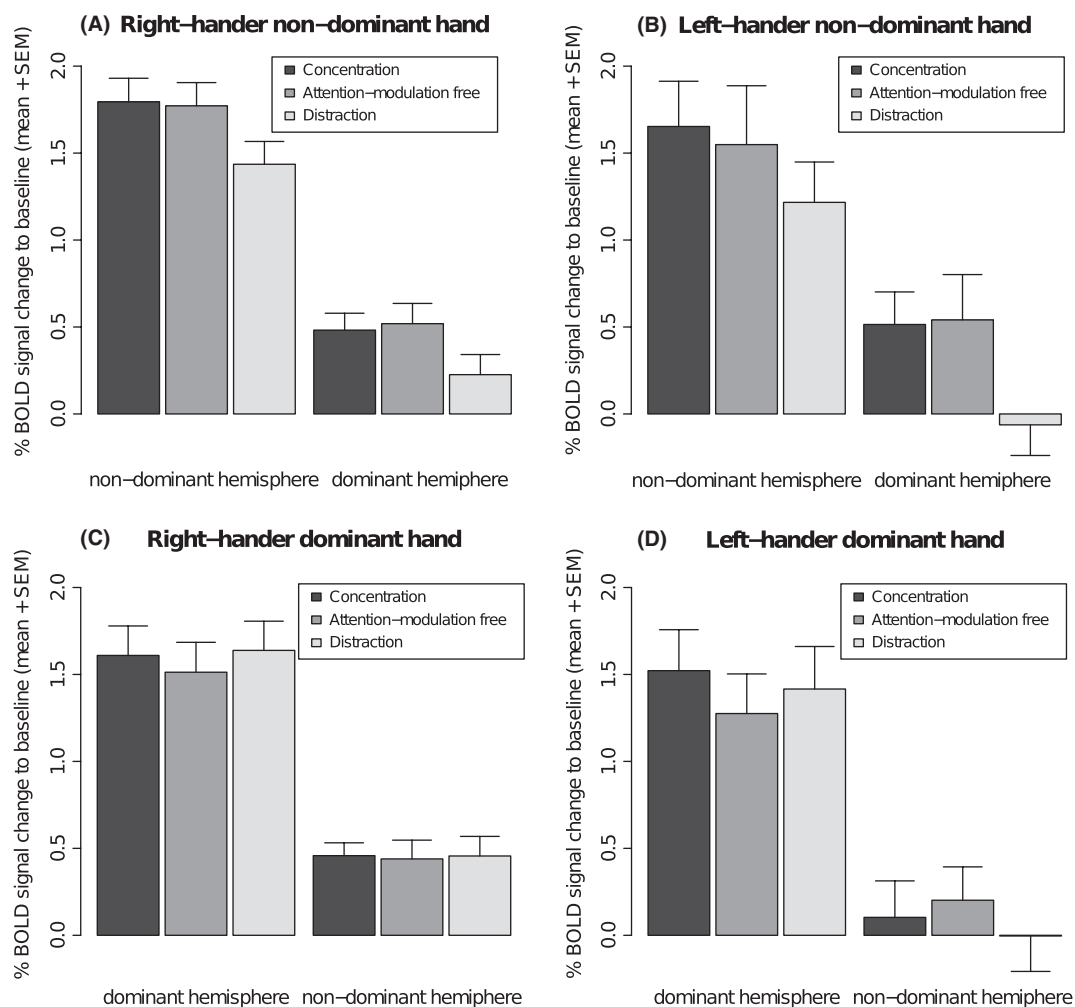 (A) Right−hander non−dominant hand
% BOLD signal change to baseline (mean +SEM)
2.0
1.5
1.0
0.5
0.0
Concentration
Attention−modulation free
Distraction
non−dominant hemisphere dominant hemiphere
(B) Left−hander non−dominant hand
% BOLD signal change to baseline (mean +SEM)
2.0
1.5
1.0
0.5
0.0
Concentration
Attention−modulation free
Distraction
non−dominant hemisphere dominant hemiphere
(C) Right−hander dominant hand
% BOLD signal change to baseline (mean +SEM)
2.0
1.5
1.0
0.5
0.0
Concentration
Attention−modulation free
Distraction
dominant hemisphere non−dominant hemiphere
(D) Left−hander dominant hand
% BOLD signal change to baseline (mean +SEM)
2.0
1.5
1.0
0.5
0.0
Concentration
Attention−modulation free
Distraction
dominant hemisphere non−dominant hemiphere